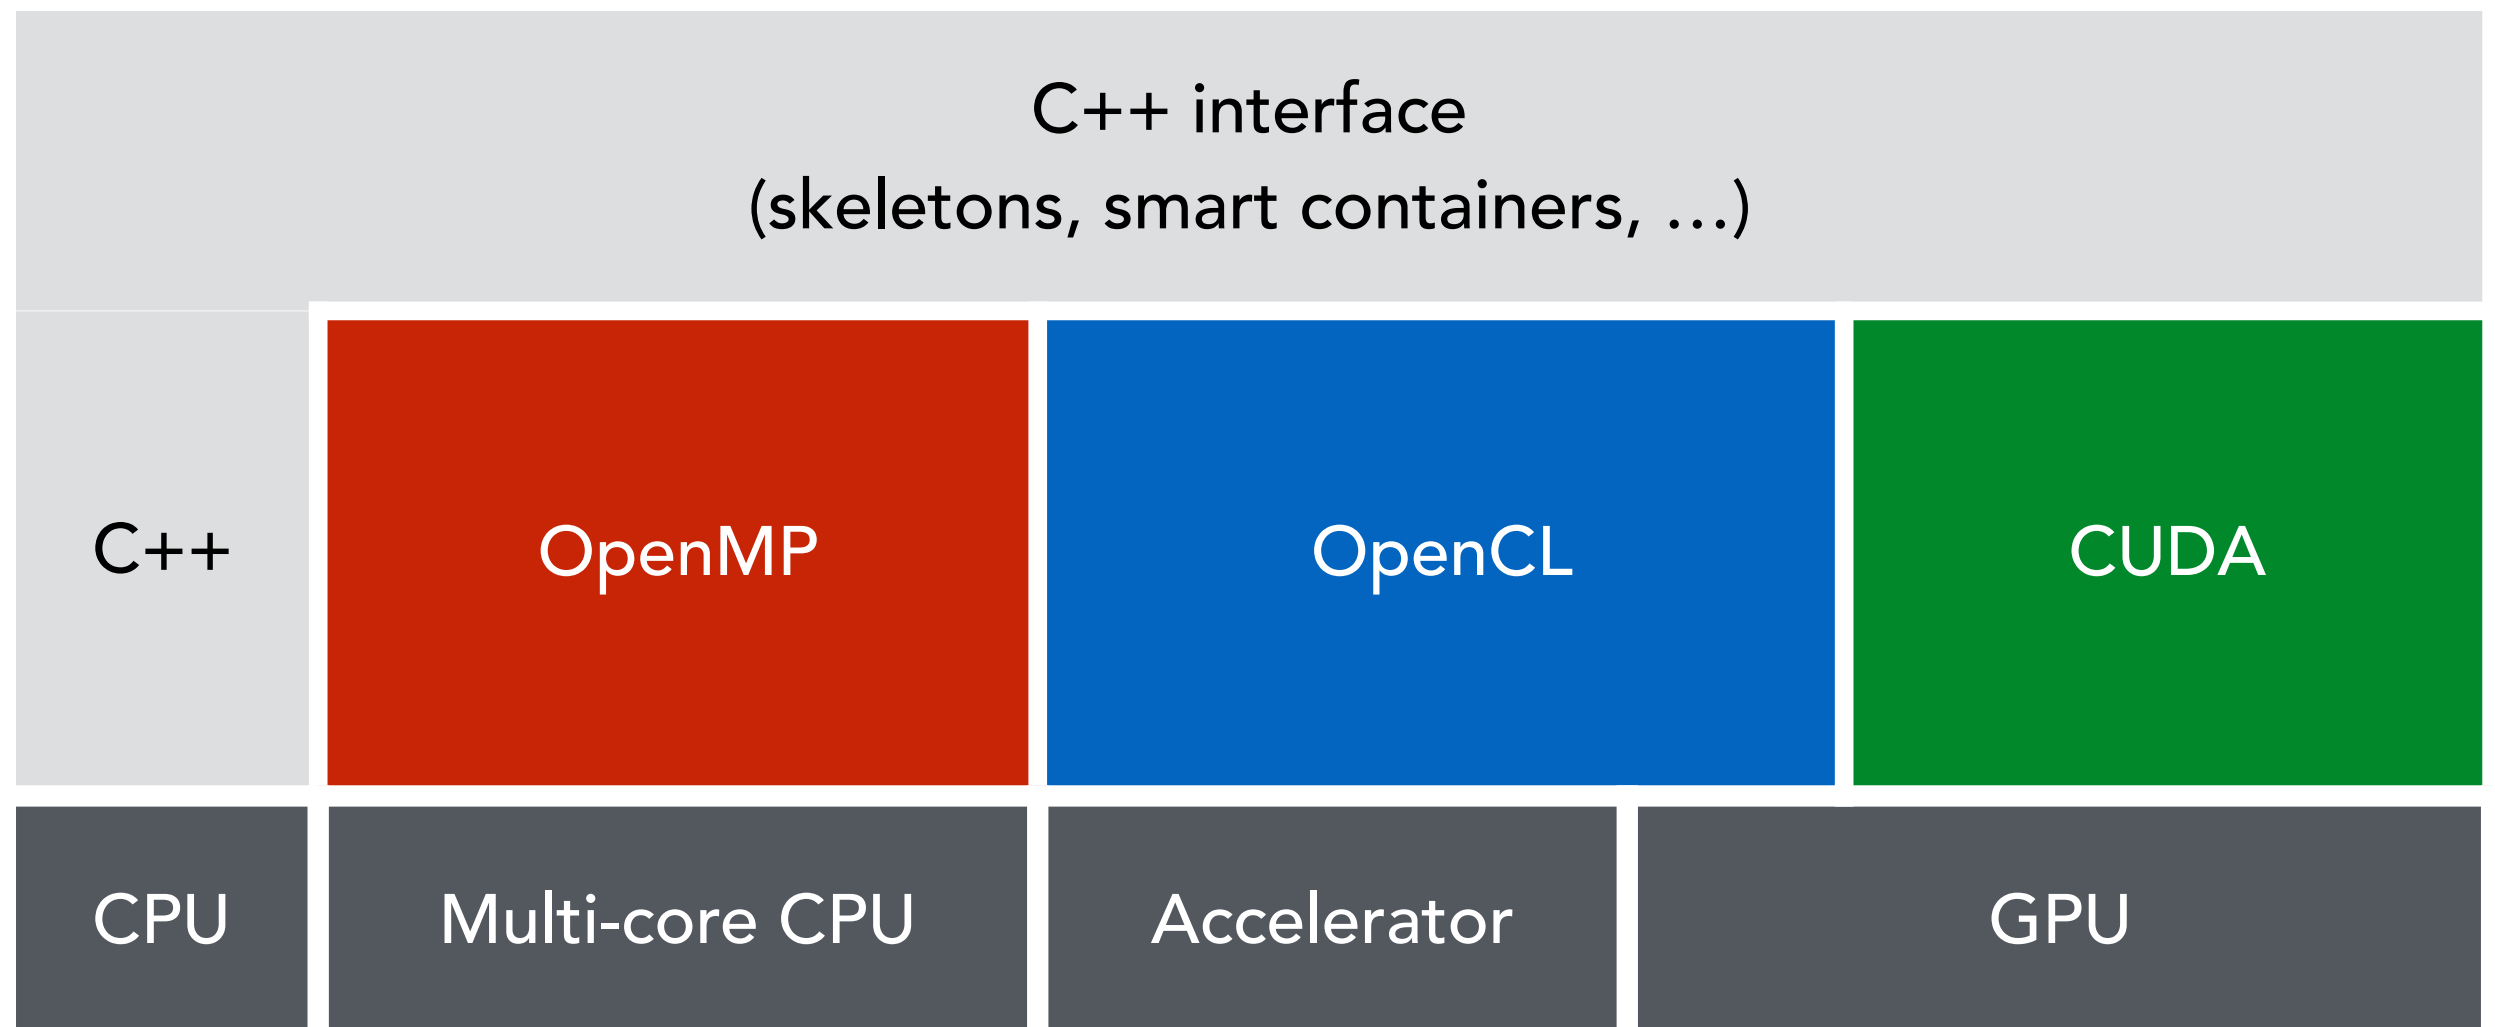 C++ interface
(skeletons, smart containers, ...)
C++
OpenMP
OpenCL
CUDA
CPU
Multi-core CPU
Accelerator
GPU